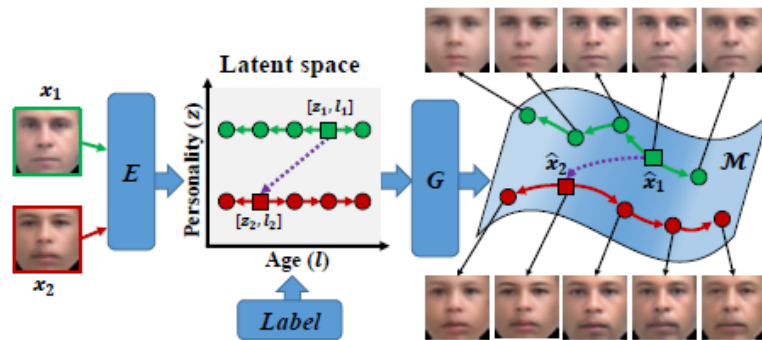 x₁
x₂
E
Latent space
Personality (z)
[z₁, l₁]
[z₂, l₂]
Age (l)
Label
G
x̂₂
x̂₁
ℳ